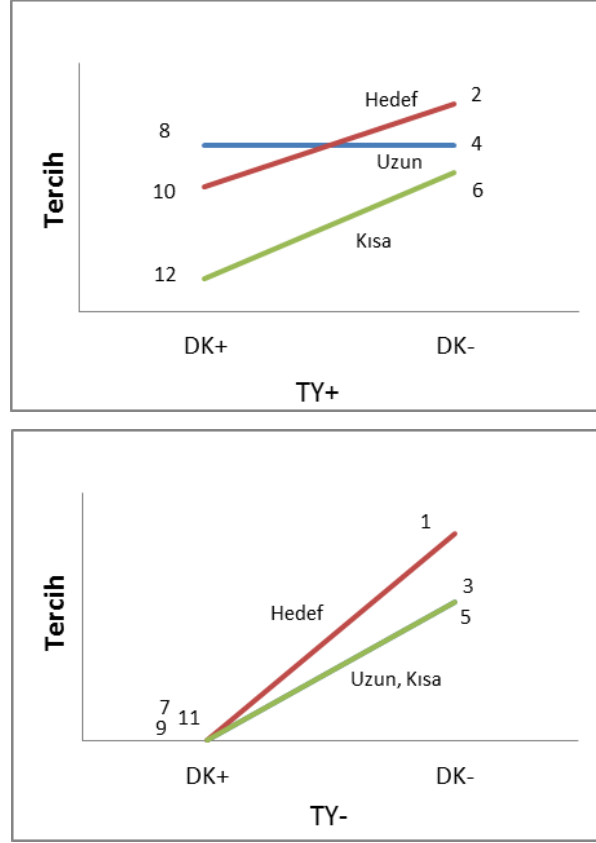 Tercih
Hedef
2
8
4
Uzun
10
6
Kısa
12
DK+
DK-
TY+
Tercih
1
Hedef
3
5
Uzun, Kısa
7
11
9
DK+
DK-
TY-